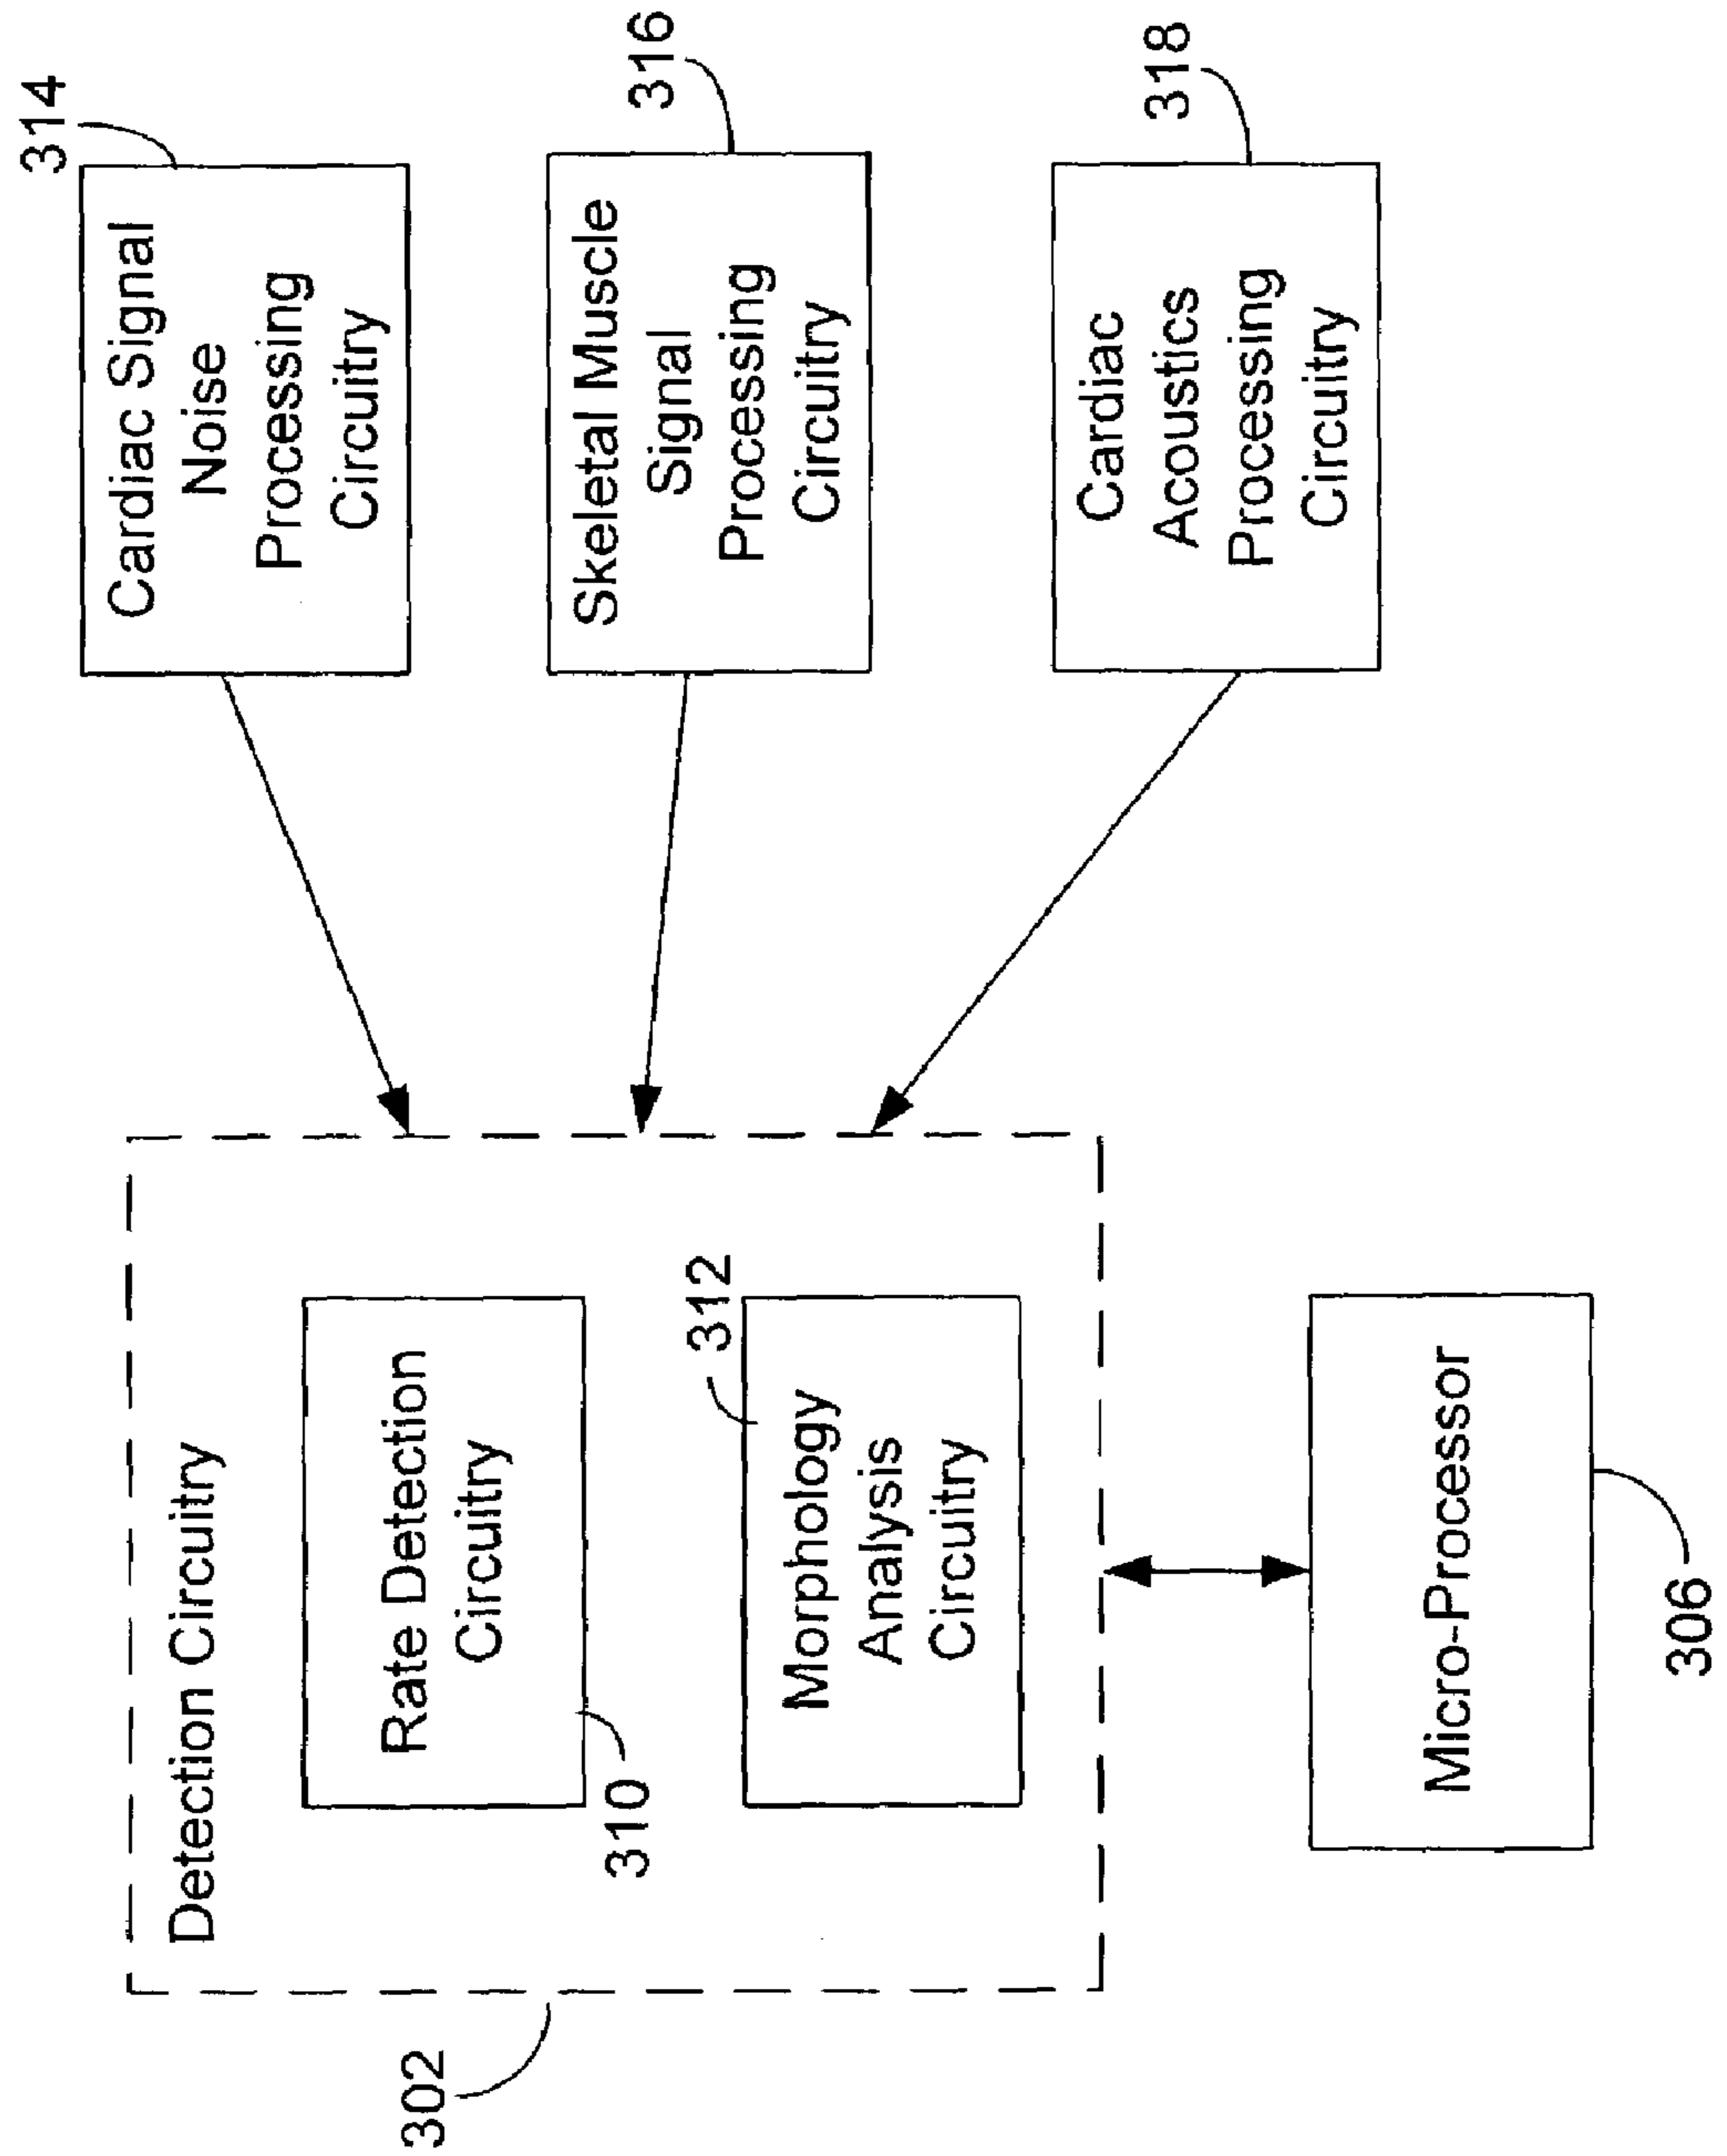 Detection Circuitry
302
Rate Detection
Circuitry
310
Morphology
Analysis
Circuitry
312
Micro-Processor
306
314
Cardiac Signal
Noise
Processing
Circuitry
316
Skeletal Muscle
Signal
Processing
Circuitry
318
Cardiac
Acoustics
Processing
Circuitry